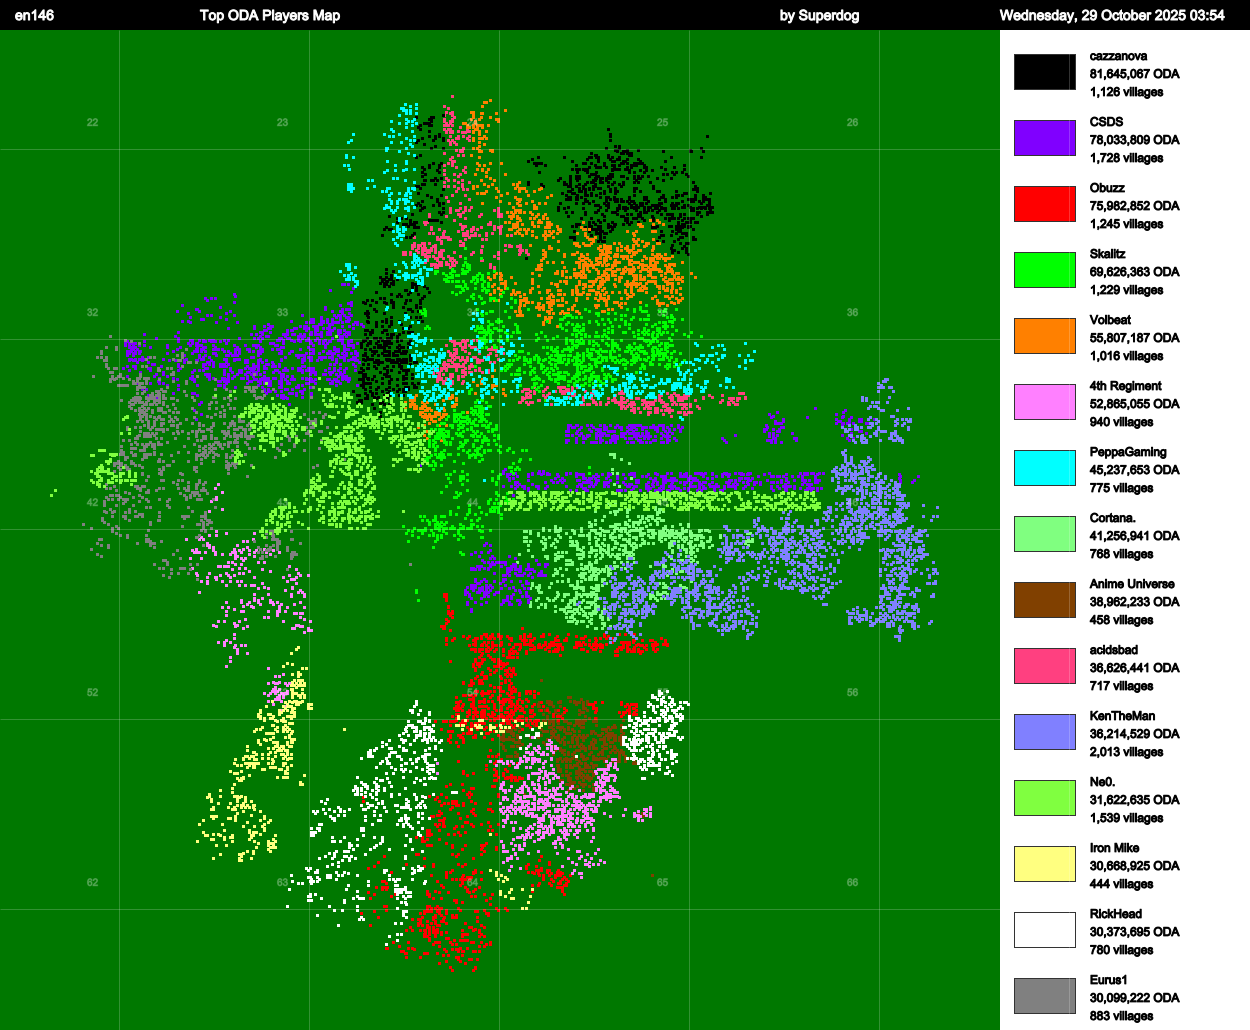 en146 Top ODA Players Map by Superdog Wednesday, 29 October 2025 03:54
cazzanova
81,645,067 ODA
1,126 villages
22 23 25 26
CSDS
78,033,809 ODA
1,728 villages
Obuzz
75,982,852 ODA
1,245 villages
Skalitz
69,626,363 ODA
1,229 villages
32 33 36
Volbeat
55,807,187 ODA
1,016 villages
4th Regiment
52,865,055 ODA
940 villages
PeppaGaming
45,237,653 ODA
775 villages
42
Cortana.
41,256,941 ODA
768 villages
Anime Universe
38,962,233 ODA
458 villages
acidsbad
36,626,441 ODA
717 villages
52 54 56
KenTheMan
36,214,529 ODA
2,013 villages
Ne0.
31,622,635 ODA
1,539 villages
Iron Mike
30,668,925 ODA
444 villages
62 63 64 65 66
RickHead
30,373,695 ODA
780 villages
Eurus1
30,099,222 ODA
883 villages